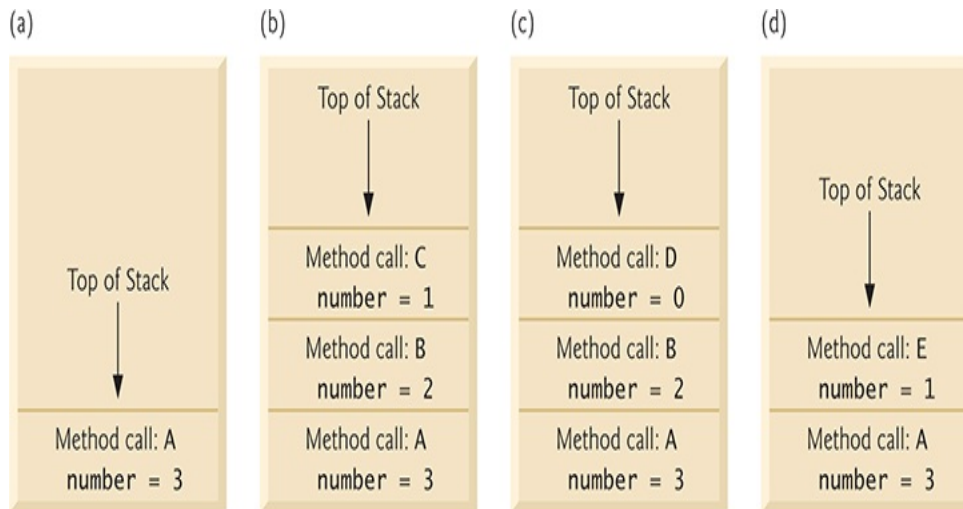 (a)
Top of Stack
Method call: A
number = 3
(b)
Top of Stack
Method call: C
number = 1
Method call: B
number = 2
Method call: A
number = 3
(c)
Top of Stack
Method call: D
number = 0
Method call: B
number = 2
Method call: A
number = 3
(d)
Top of Stack
Method call: E
number = 1
Method call: A
number = 3